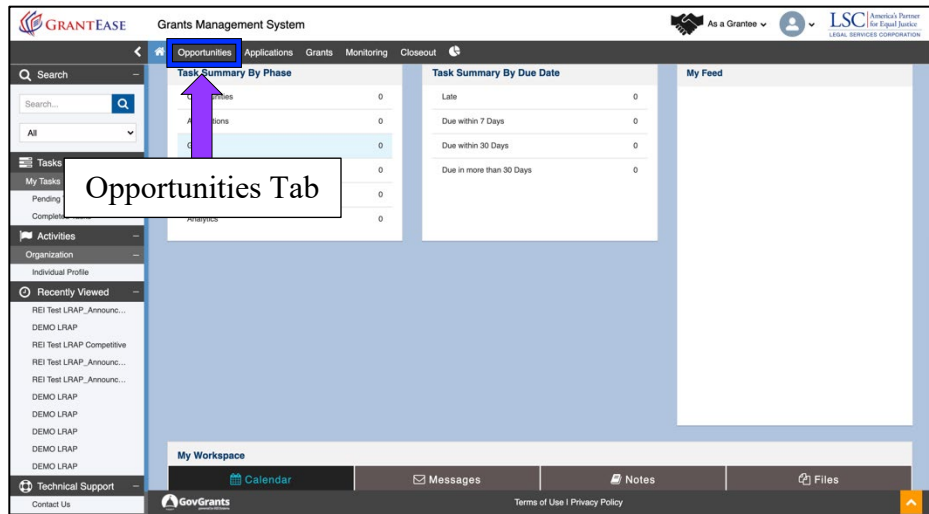 GRANTEASE
Grants Management System
As a Grantee
LSC America's Partner for Equal Justice
LEGAL SERVICES CORPORATION
Opportunities Applications Grants Monitoring Closeout
Search
Search...
All
Tasks
My Tasks
Pending
Activities
Organization
Individual Profile
Recently Viewed
REI Test LRAP_Announc...
DEMO LRAP
REI Test LRAP Competitive
REI Test LRAP_Announc...
REI Test LRAP_Announc...
DEMO LRAP
DEMO LRAP
DEMO LRAP
DEMO LRAP
DEMO LRAP
Technical Support
Contact Us
Task Summary By Phase
0
0
0
0
0
Analytics 0
Opportunities Tab
Task Summary By Due Date
Late 0
Due within 7 Days 0
Due within 30 Days 0
Due in more than 30 Days 0
My Feed
My Workspace
Calendar Messages Notes Files
GovGrants
Terms of Use I Privacy Policy